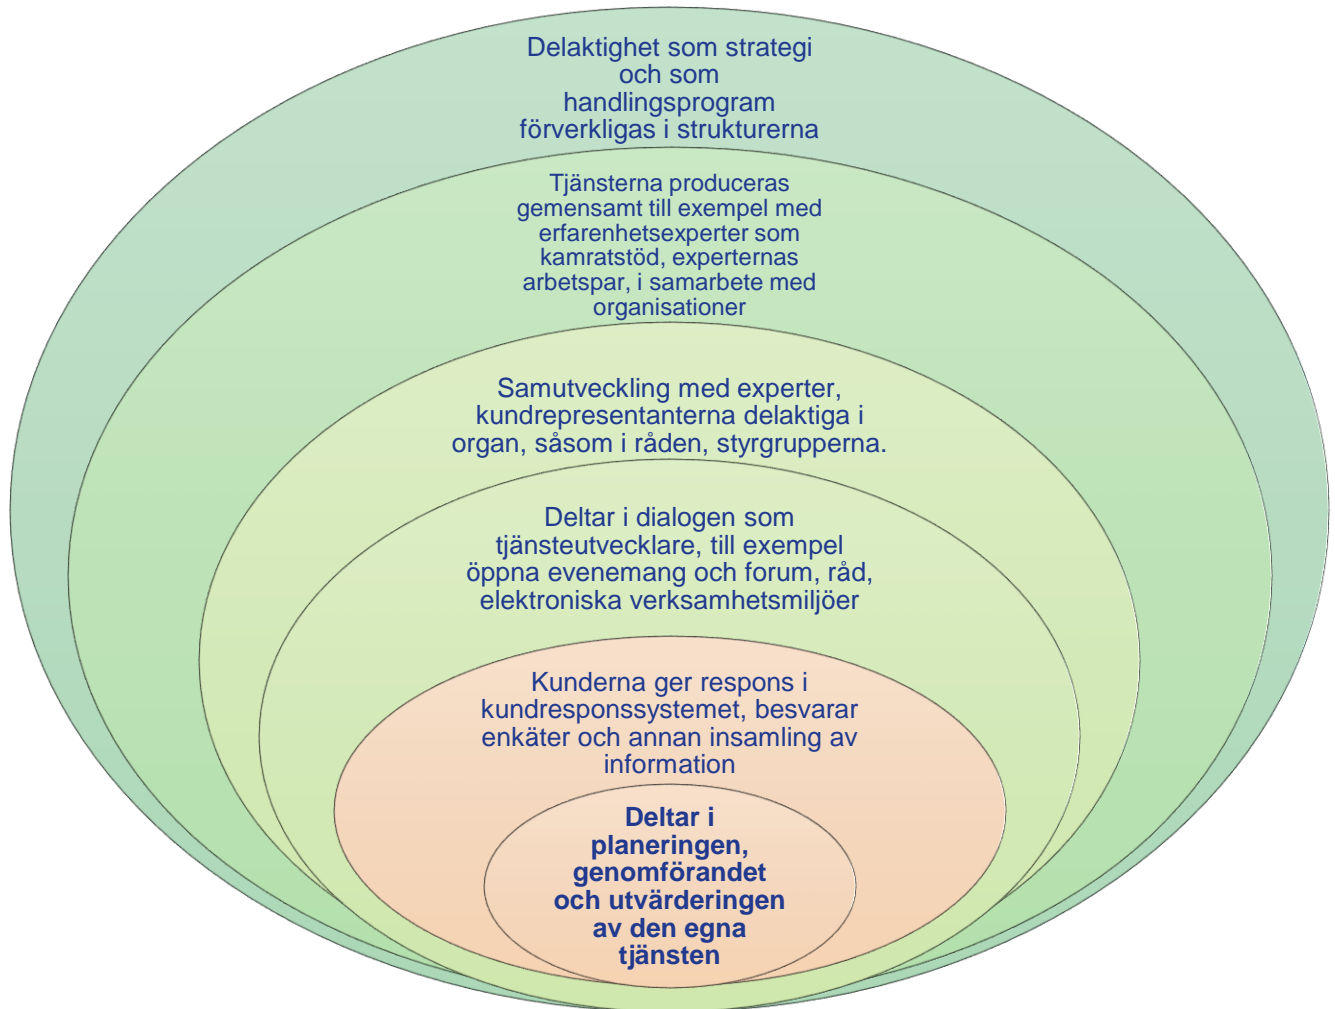 Delaktighet som strategi
och som
handlingsprogram
förverkligas i strukturerna
Tjänsterna produceras
gemensamt till exempel med
erfarenhetsexperter som
kamratstöd, experternas
arbetspar, i samarbete med
organisationer
Samutveckling med experter,
kundrepresentanterna delaktiga i
organ, såsom i råden, styrgrupperna.
Deltar i dialogen som
tjänsteutvecklare, till exempel
öppna evenemang och forum, råd,
elektroniska verksamhetsmiljöer
Kunderna ger respons i
kundresponssystemet, besvarar
enkäter och annan insamling av
information
Deltar i
planeringen,
genomförandet
och utvärderingen
av den egna
tjänsten